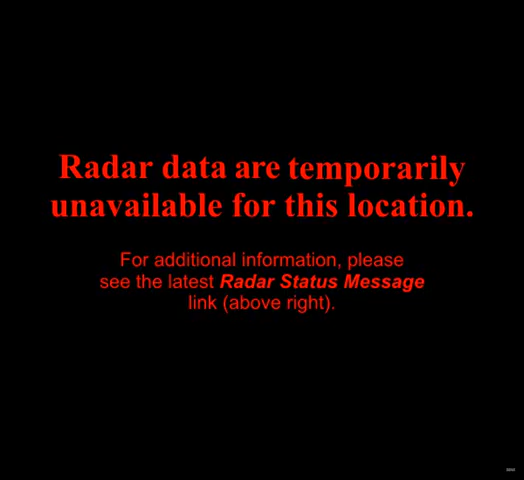 Radar data are temporarily
unavailable for this location.
For additional information, please
see the latest Radar Status Message
link (above right).